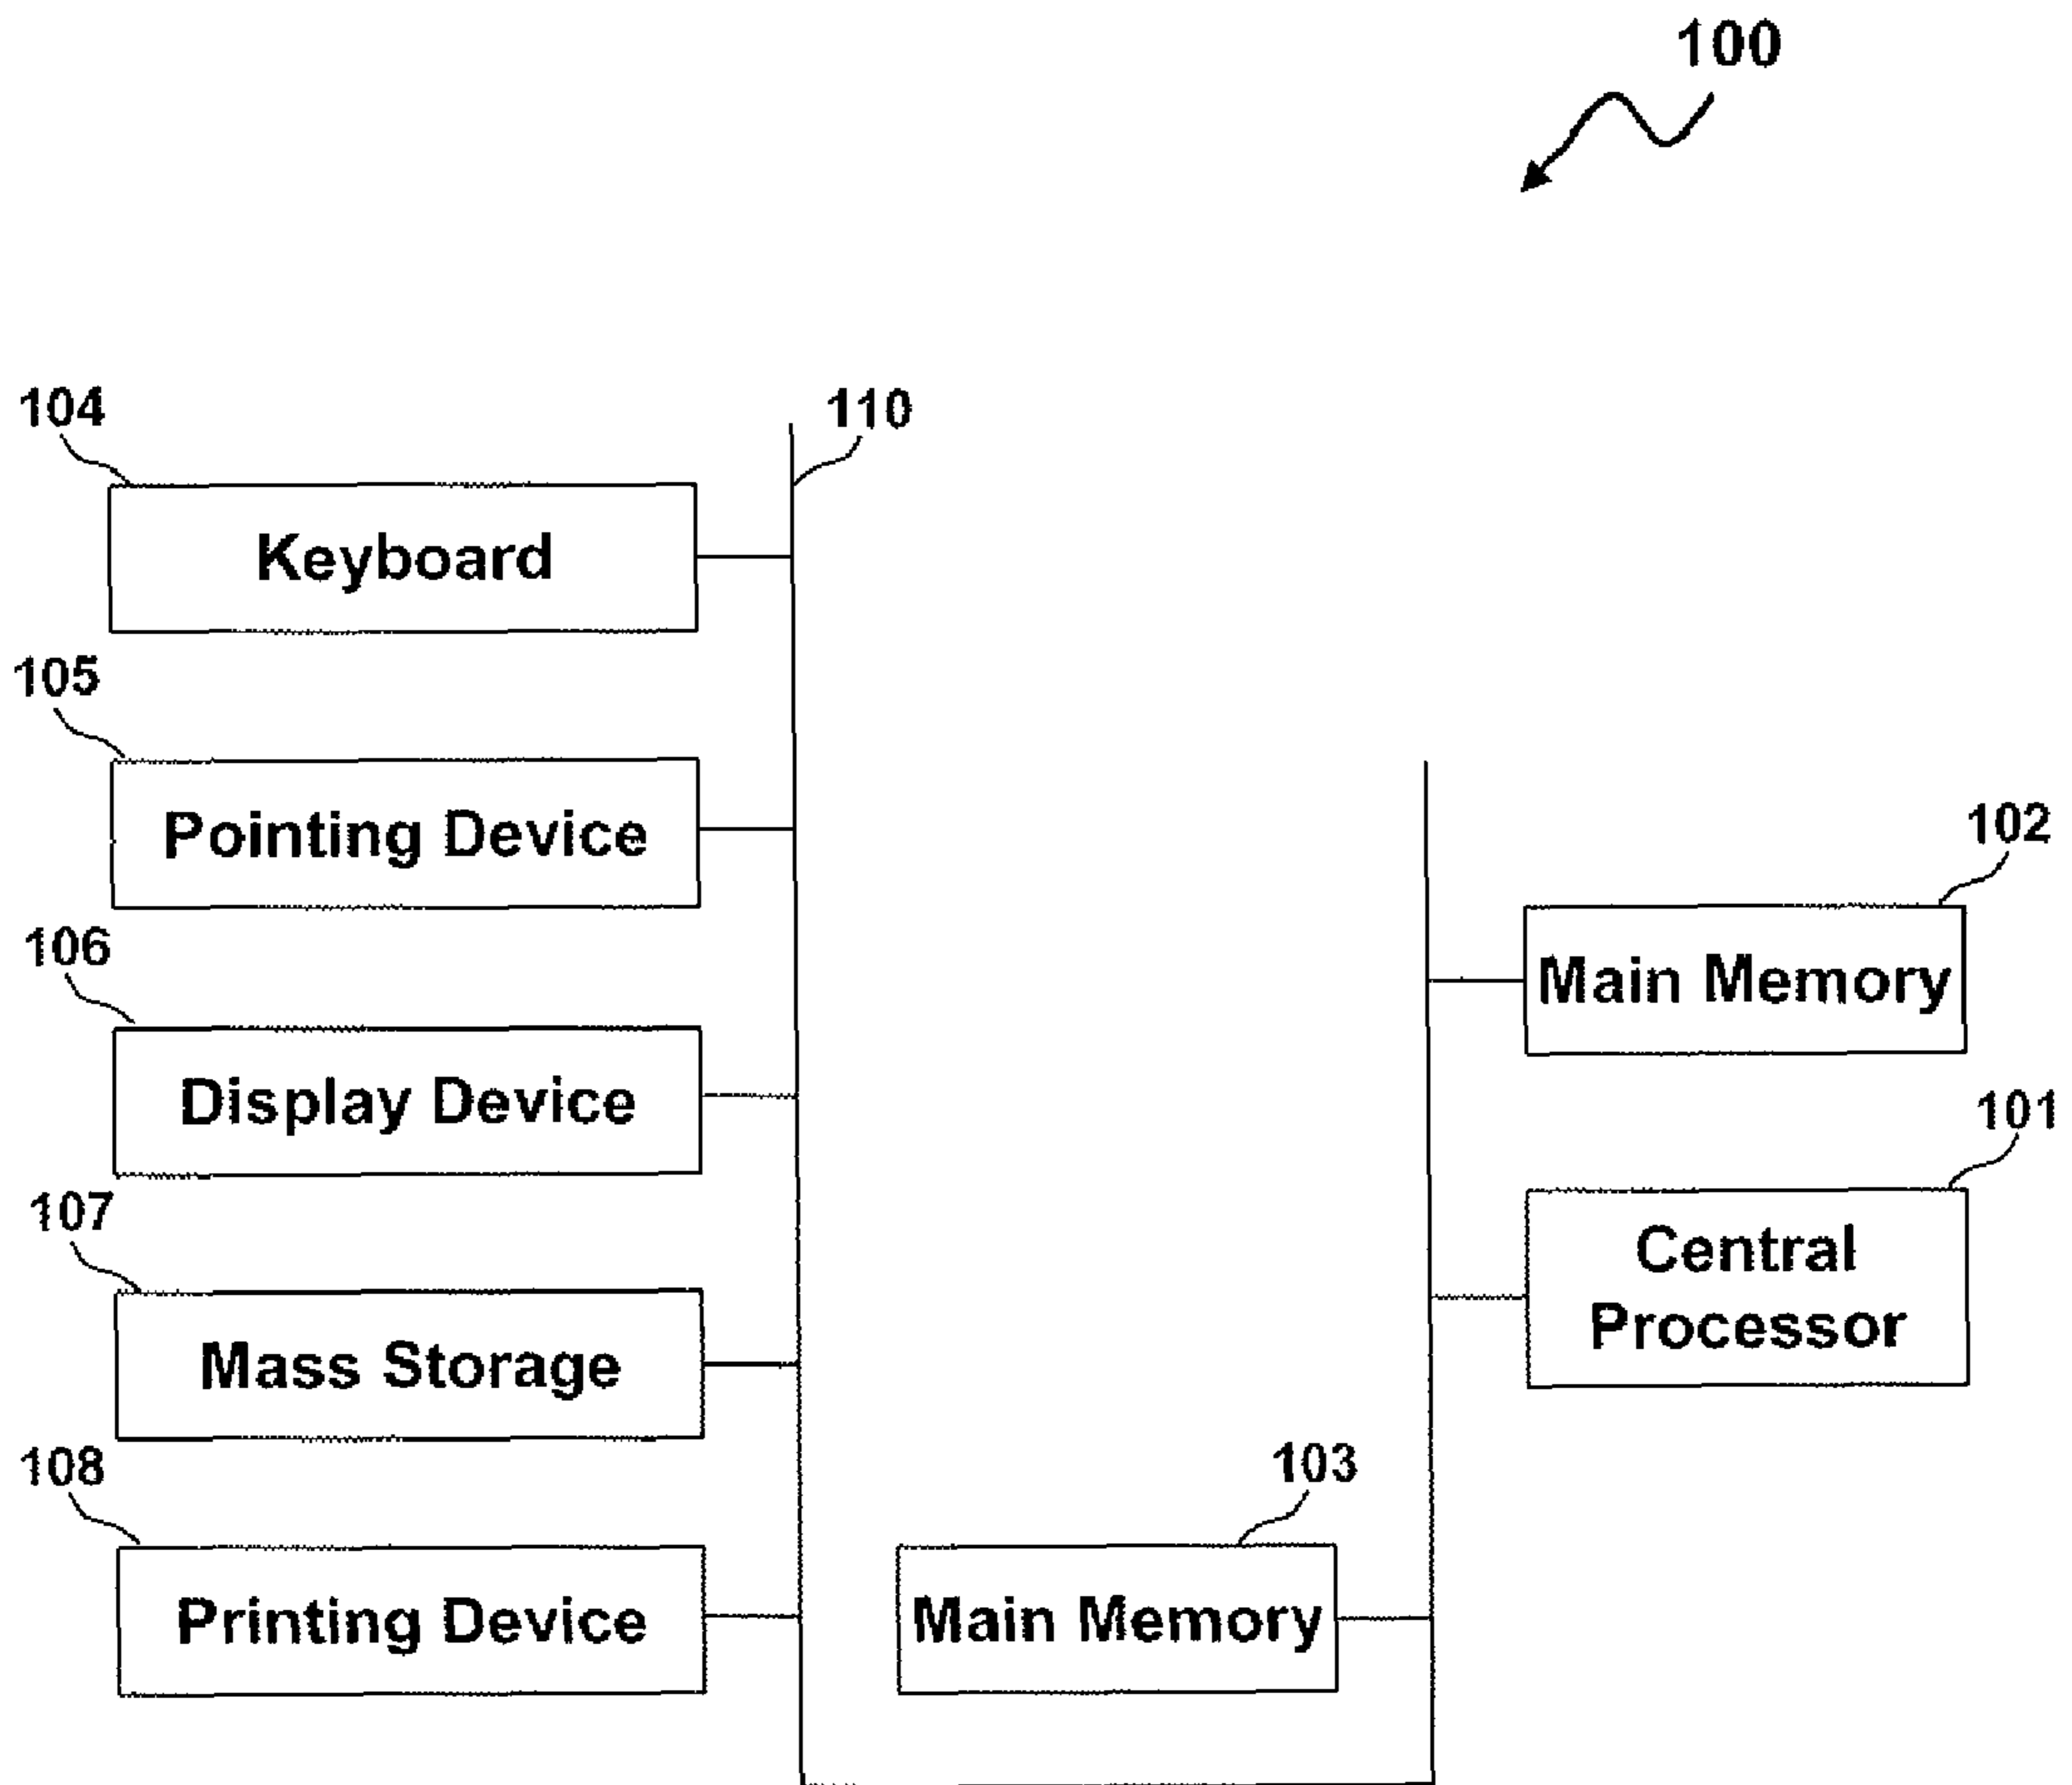 100
104
110
Keyboard
105
Pointing Device
102
106
Main Memory
Display Device
101
107
Central
Processor
Mass Storage
108
103
Printing Device
Main Memory